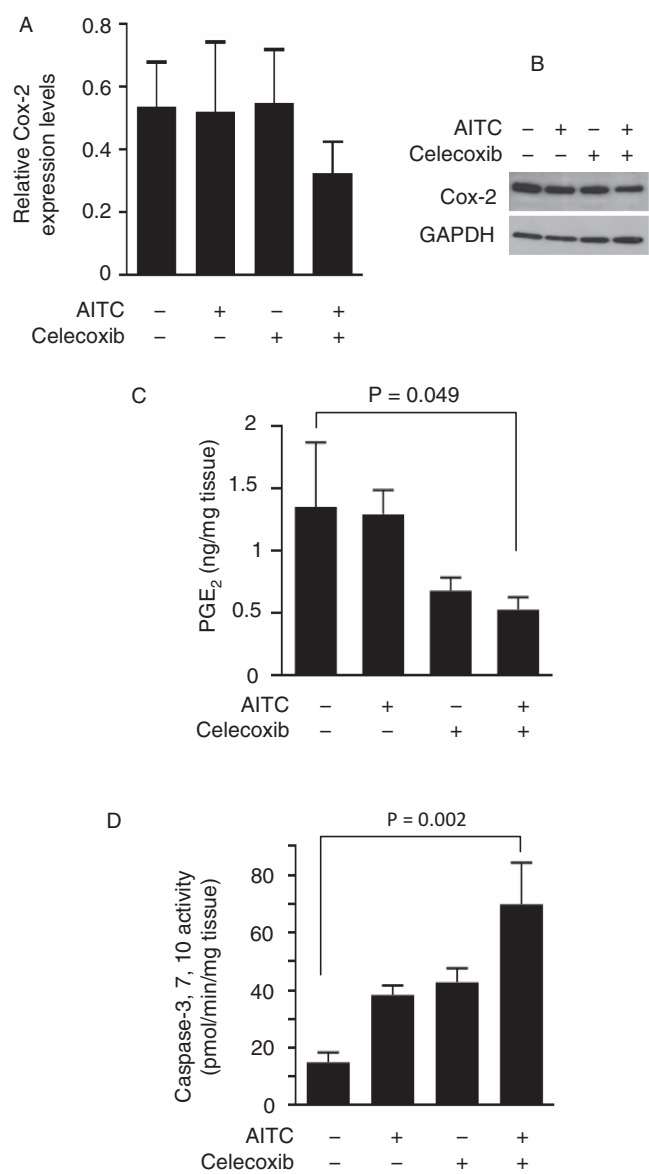 A
Relative Cox-2
expression levels
0.8
0.6
0.4
0.2
0
AITC – + – +
Celecoxib – – + +
B
AITC – + – +
Celecoxib – – + +
Cox-2
GAPDH
C
P = 0.049
PGE2 (ng/mg tissue)
2
1.5
1
0.5
0
AITC – + – +
Celecoxib – – + +
D
P = 0.002
Caspase-3, 7, 10 activity
(pmol/min/mg tissue)
80
60
40
20
0
AITC – + – +
Celecoxib – – + +